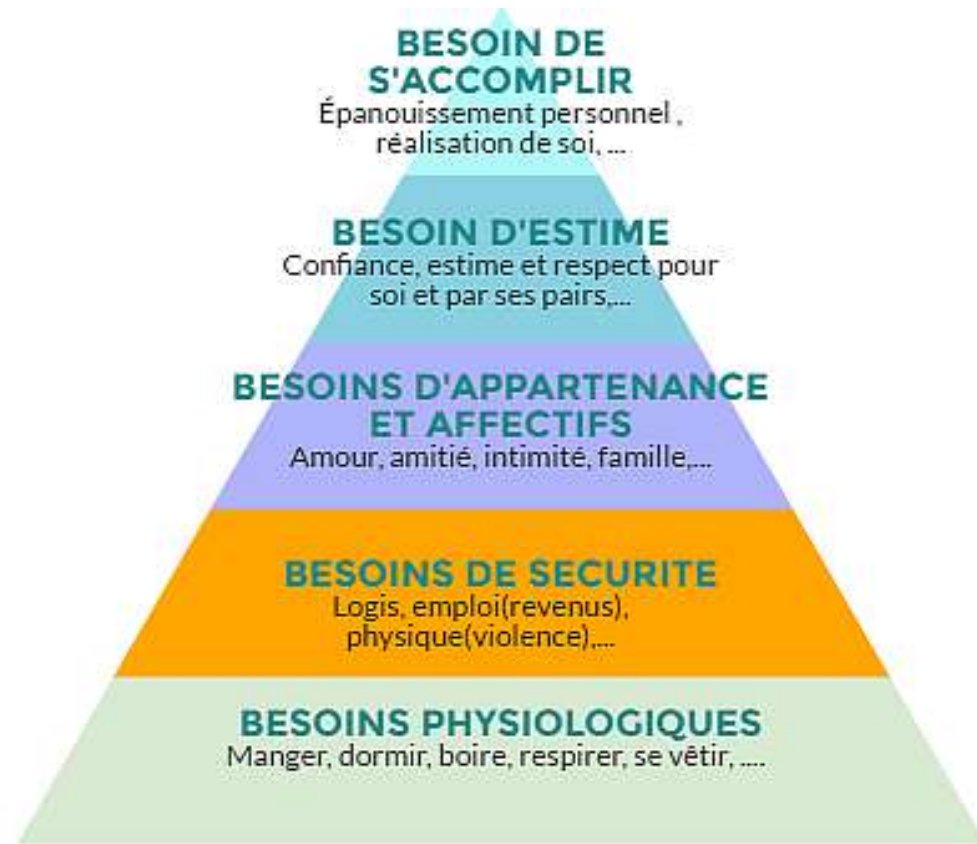 BESOIN DE
S'ACCOMPLIR
Épanouissement personnel ,
réalisation de soi, ...
BESOIN D'ESTIME
Confiance, estime et respect pour
soi et par ses pairs,...
BESOINS D'APPARTENANCE
ET AFFECTIFS
Amour, amitié, intimité, famille,...
BESOINS DE SECURITE
Logis, emploi(revenus),
physique(violence),...
BESOINS PHYSIOLOGIQUES
Manger, dormir, boire, respirer, se vêtir, ....